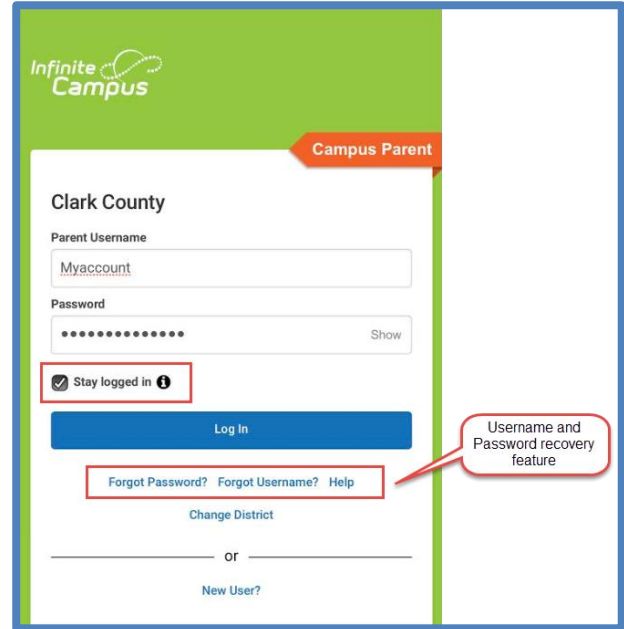 Infinite
Campus
Campus Parent
Clark County
Parent Username
Myaccount
Password
●●●●●●●●●●●●●● Show
Stay logged in
Log In
Username and
Password recovery
feature
Forgot Password? Forgot Username? Help
Change District
or
New User?